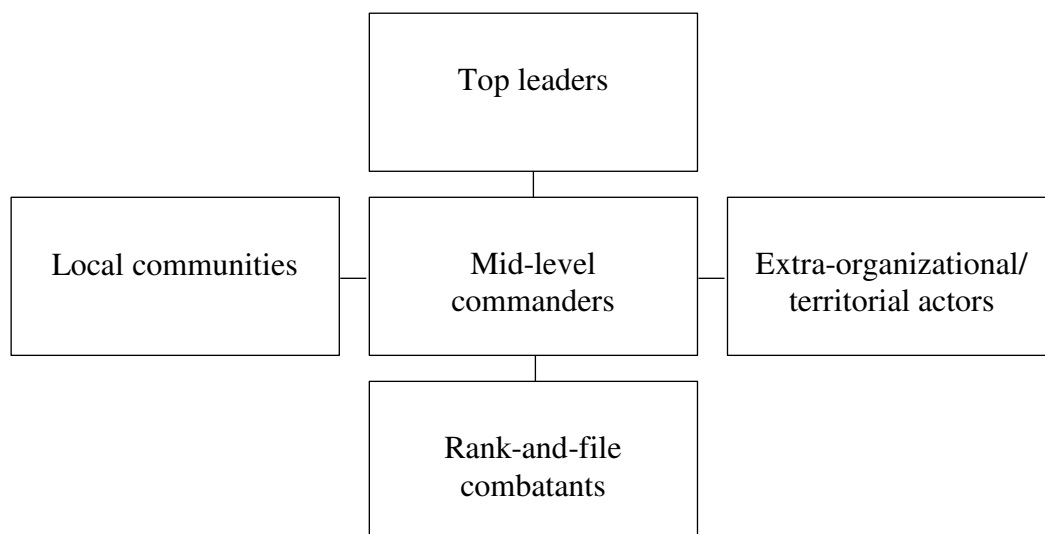 Top leaders
Local communities
Mid-level
commanders
Extra-organizational/
territorial actors
Rank-and-file
combatants